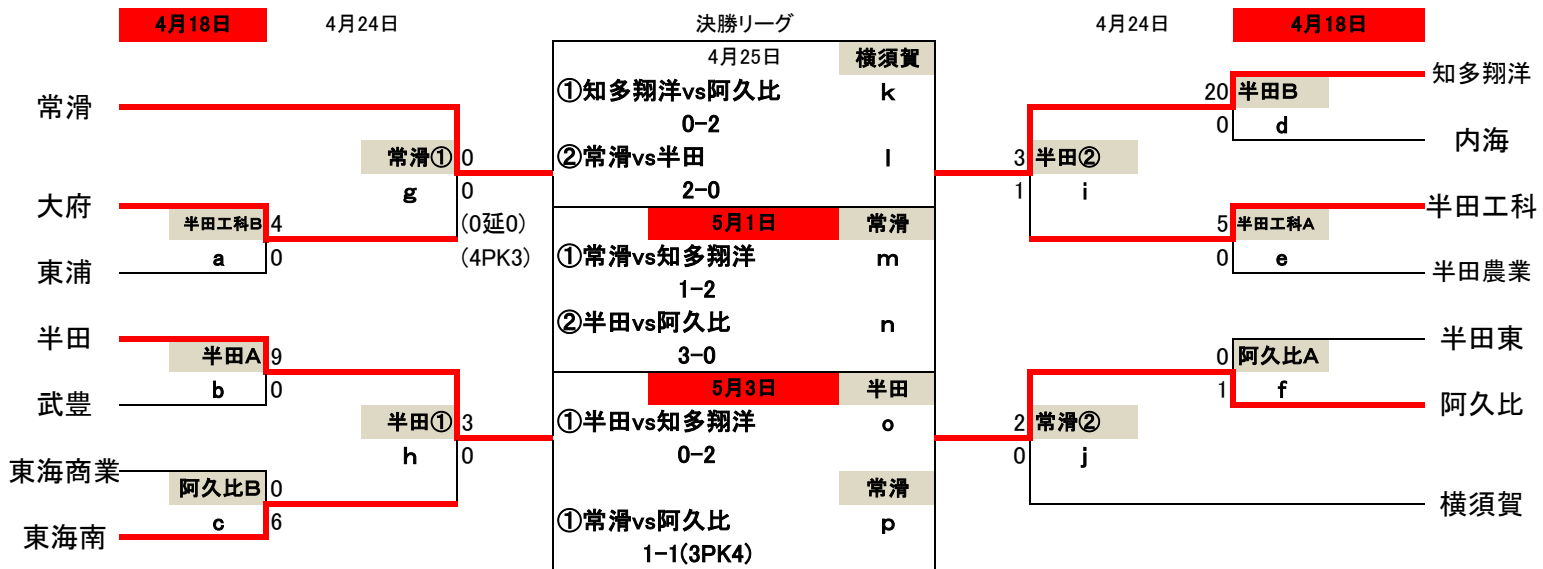 4月18日
4月24日
常滑
大府
東浦
半田
武豊
東海商業
東海南
半田工科B
a
4
0
半田A
b
9
0
阿久比B
c
0
6
常滑①
g
0
0
(0延0)
(4PK3)
半田①
h
3
0
決勝リーグ
4月25日 横須賀
①知多翔洋vs阿久比 k
0-2
②常滑vs半田 l
2-0
5月1日 常滑
①常滑vs知多翔洋 m
1-2
②半田vs阿久比 n
3-0
5月3日 半田
①半田vs知多翔洋 o
0-2
常滑
①常滑vs阿久比 p
1-1(3PK4)
4月24日
4月18日
3
1
半田②
i
2
0
常滑②
j
20
0
半田B
d
5
0
半田工科A
e
0
1
阿久比A
f
知多翔洋
内海
半田工科
半田農業
半田東
阿久比
横須賀